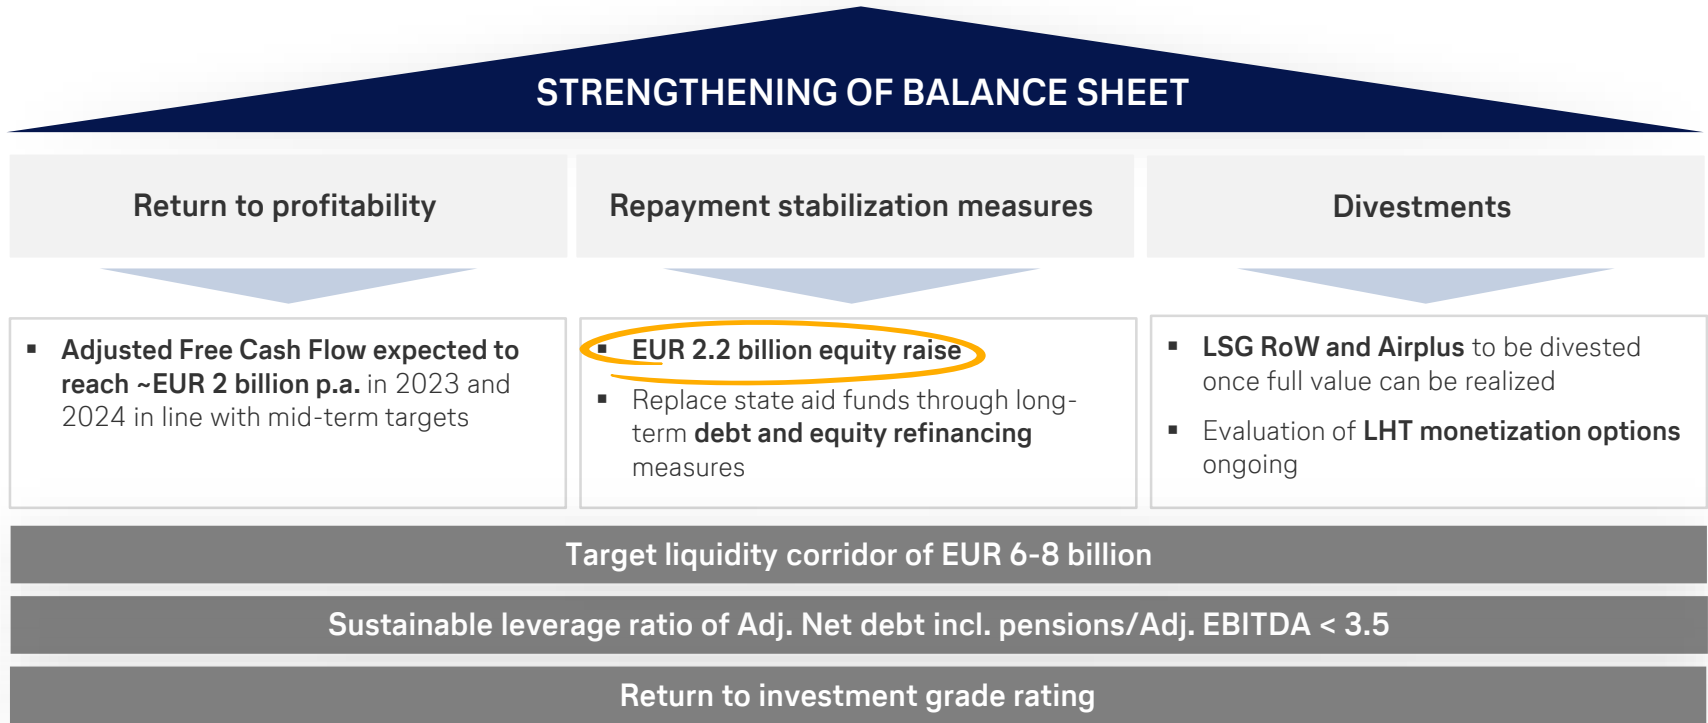 STRENGTHENING OF BALANCE SHEET
Return to profitability
Repayment stabilization measures
Divestments
▪ Adjusted Free Cash Flow expected to
reach ~EUR 2 billion p.a. in 2023 and
2024 in line with mid-term targets
▪ EUR 2.2 billion equity raise
▪ Replace state aid funds through long-
term debt and equity refinancing
measures
▪ LSG RoW and Airplus to be divested
once full value can be realized
▪ Evaluation of LHT monetization options
ongoing
Target liquidity corridor of EUR 6-8 billion
Sustainable leverage ratio of Adj. Net debt incl. pensions/Adj. EBITDA < 3.5
Return to investment grade rating